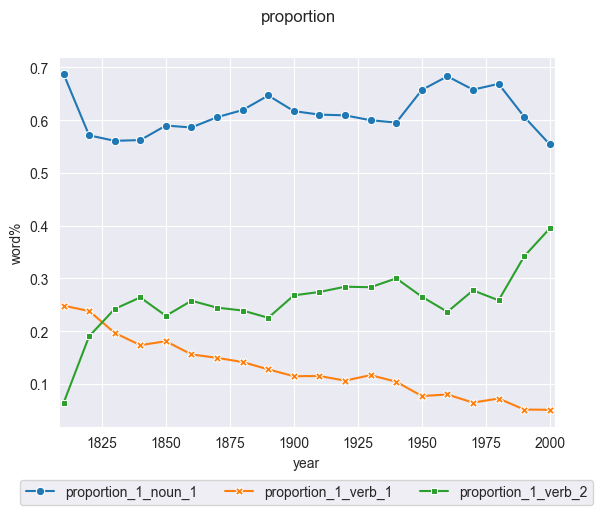 proportion
0.7
0.6
0.5
0.4
0.3
0.2
0.1
word%
1825 1850 1875 1900 1925 1950 1975 2000
year
proportion_1_noun_1 proportion_1_verb_1 proportion_1_verb_2